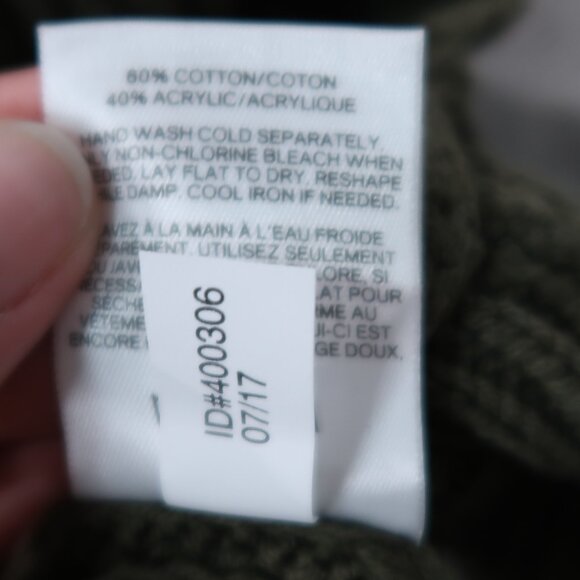 60% COTTON/COTON
40% ACRYLIC/ACRYLIQUE
HAND WASH COLD SEPARATELY.
NON-CHLORINE BLEACH WHEN
LAY FLAT TO DRY. RESHAPE
DAMP. COOL IRON IF NEEDED.
À LA MAIN À L'EAU FROIDE
UTILISEZ SEULEMENT
SI
POUR
AU
EST
ENCORE
DOUX.
ID#400306
07/17